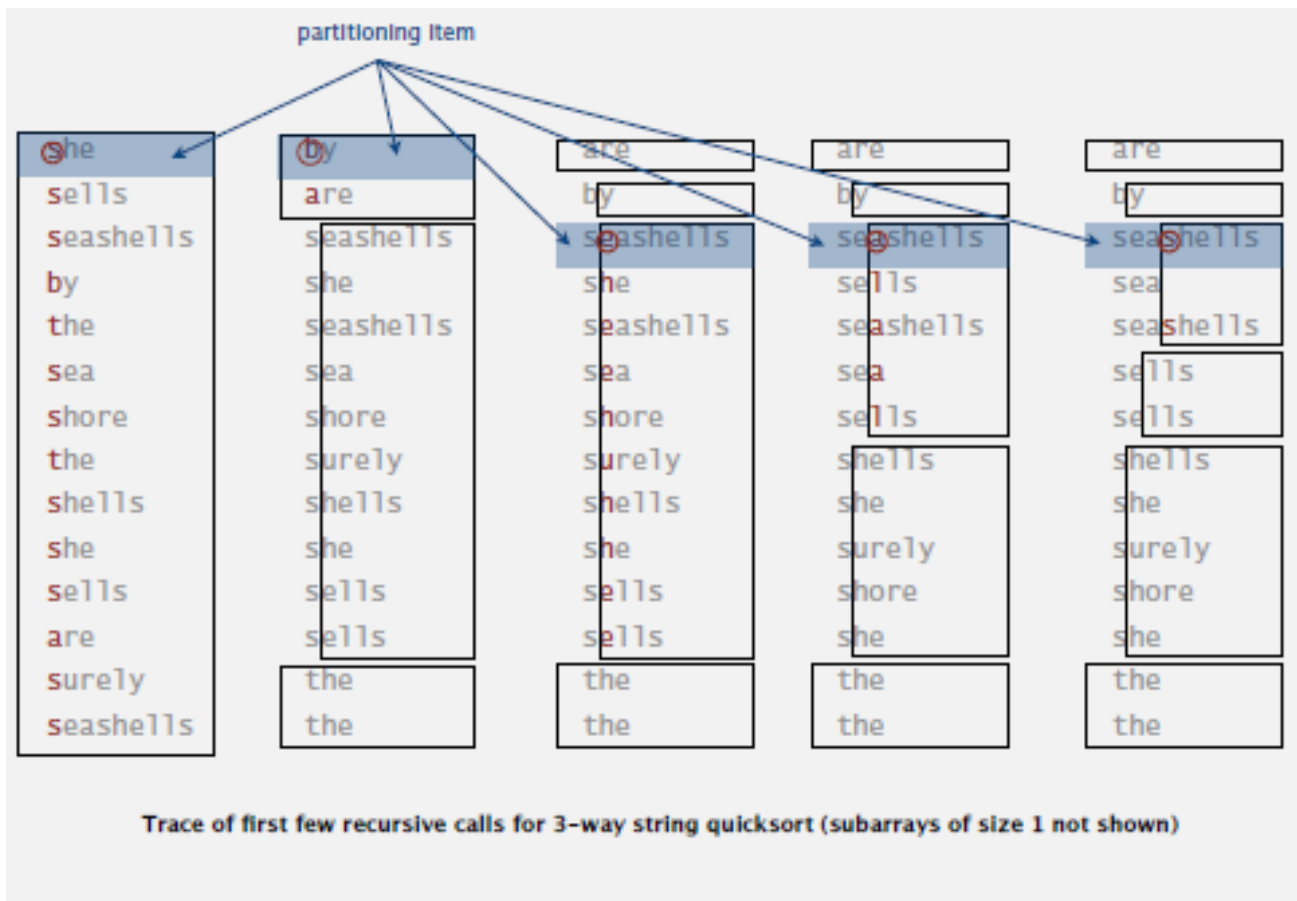 partitioning item
she by are are are
sells are by by by
seashells seashells seashells seashells seashells
by she she sells sea
the seashells seashells seashells seashells
sea sea sea sea sells
shore shore shore sells sells
the surely surely shells shells
shells shells shells she she
she she she surely surely
sells sells sells shore shore
are sells sells she she
surely the the the the
seashells the the the the
Trace of first few recursive calls for 3-way string quicksort (subarrays of size 1 not shown)